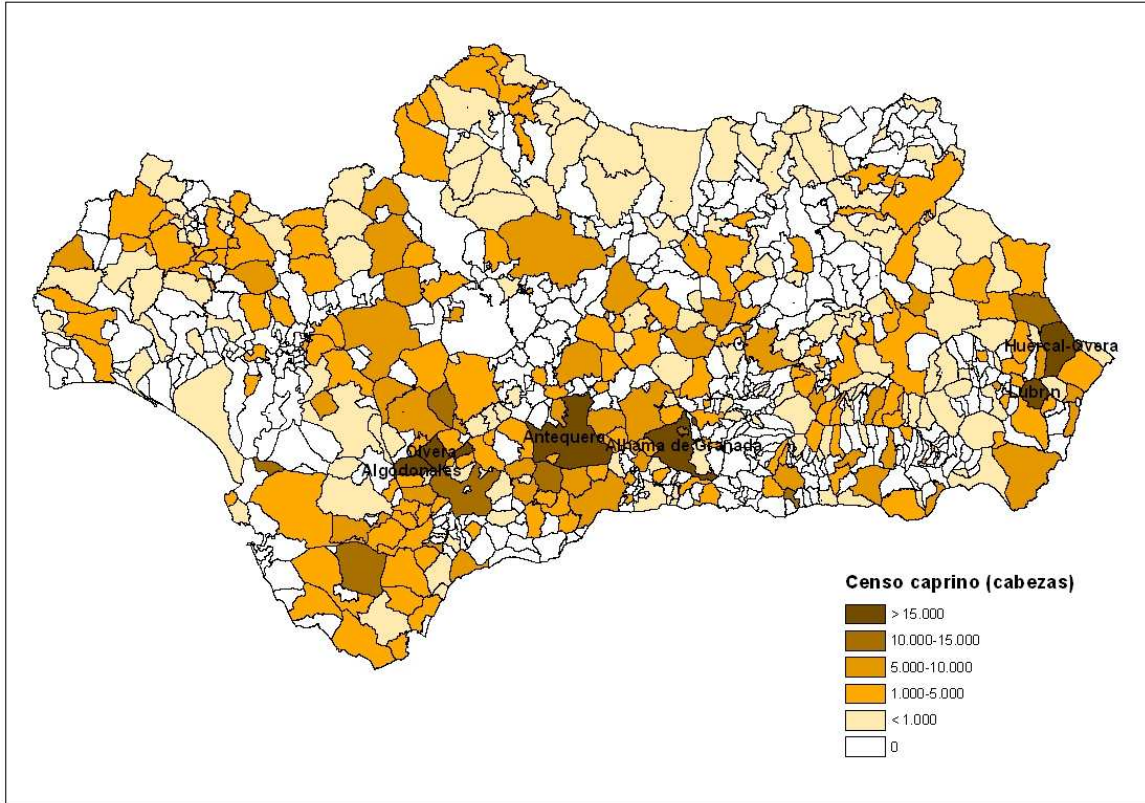 Huercal-Overa
Lubrin
Antequera
Alhama de Granada
Olvera
Algodonales
Censo caprino (cabezas)
> 15.000
10.000-15.000
5.000-10.000
1.000-5.000
< 1.000
0